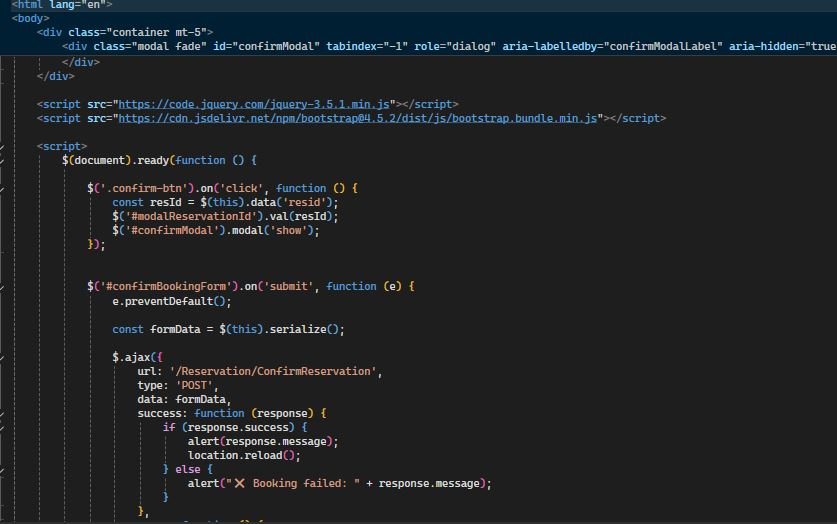 <html lang="en">
<body>
<div class="container mt-5">
<div class="modal fade" id="confirmModal" tabindex="-1" role="dialog" aria-labelledby="confirmModalLabel" aria-hidden="true
</div>
</div>
<script src="https://code.jquery.com/jquery-3.5.1.min.js"></script>
<script src="https://cdn.jsdelivr.net/npm/bootstrap@4.5.2/dist/js/bootstrap.bundle.min.js"></script>
<script>
$(document).ready(function () {
$('.confirm-btn').on('click', function () {
const resId = $(this).data('resid');
$('#modalReservationId').val(resId);
$('#confirmModal').modal('show');
});
$('#confirmBookingForm').on('submit', function (e) {
e.preventDefault();
const formData = $(this).serialize();
$.ajax({
url: '/Reservation/ConfirmReservation',
type: 'POST',
data: formData,
success: function (response) {
if (response.success) {
alert(response.message);
location.reload();
} else {
alert("❌ Booking failed: " + response.message);
}
},